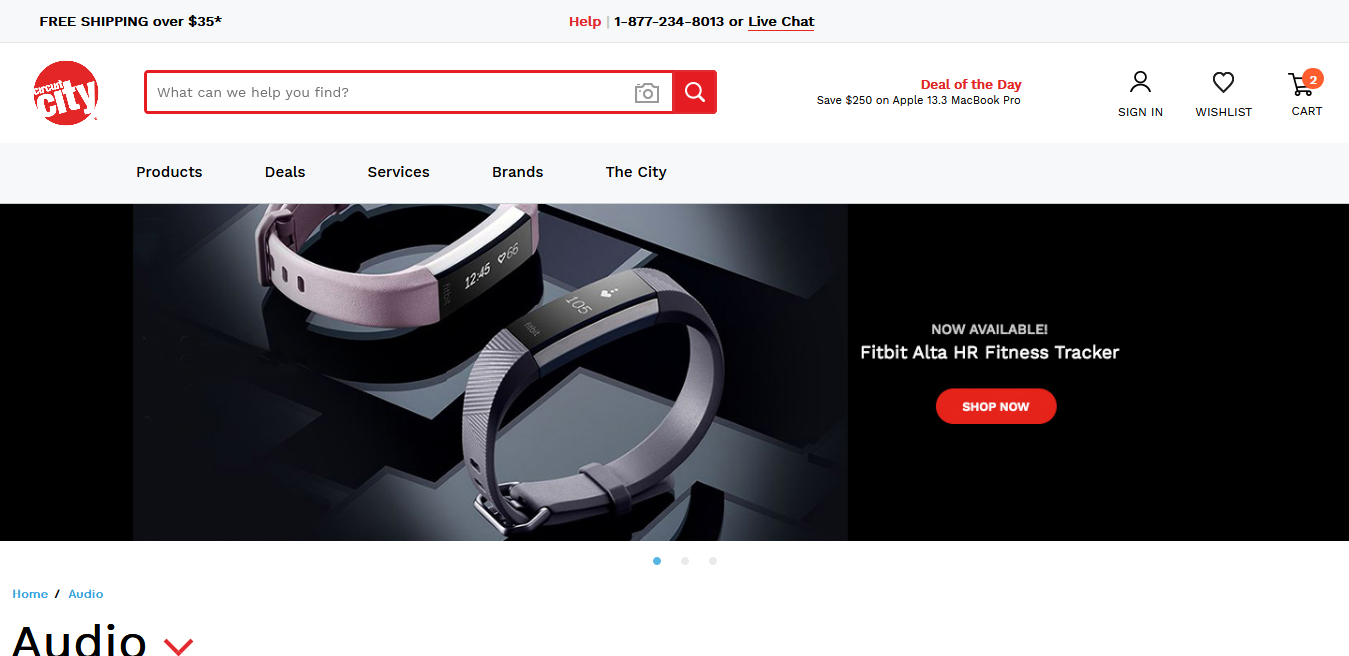 FREE SHIPPING over $35*
Help | 1-877-234-8013 or Live Chat
circuit
city
What can we help you find?
Deal of the Day
Save $250 on Apple 13.3 MacBook Pro
SIGN IN
WISHLIST
2
CART
Products
Deals
Services
Brands
The City
12:45 66
fitbit
105
fitbit
NOW AVAILABLE!
Fitbit Alta HR Fitness Tracker
SHOP NOW
Home / Audio
Audio